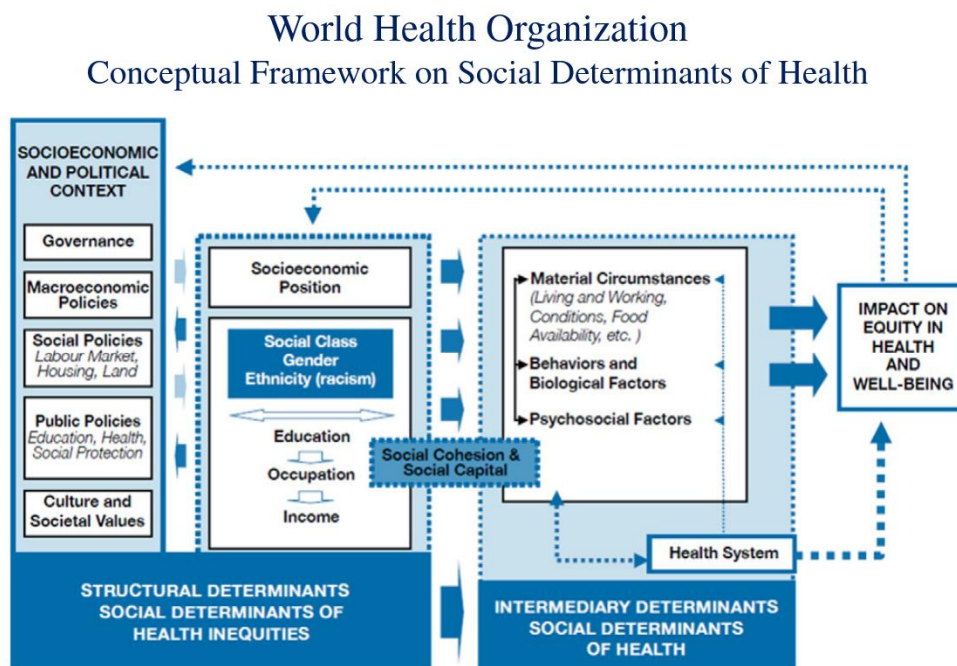 World Health Organization
Conceptual Framework on Social Determinants of Health
SOCIOECONOMIC
AND POLITICAL
CONTEXT
Governance
Macroeconomic
Policies
Social Policies
Labour Market,
Housing, Land
Public Policies
Education, Health,
Social Protection
Culture and
Societal Values
Socioeconomic
Position
Social Class
Gender
Ethnicity (racism)
Education
Occupation
Income
Social Cohesion &
Social Capital
STRUCTURAL DETERMINANTS
SOCIAL DETERMINANTS OF
HEALTH INEQUITIES
Material Circumstances
(Living and Working,
Conditions, Food
Availability, etc. )
Behaviors and
Biological Factors
Psychosocial Factors
Health System
INTERMEDIARY DETERMINANTS
SOCIAL DETERMINANTS
OF HEALTH
IMPACT ON
EQUITY IN
HEALTH
AND
WELL-BEING